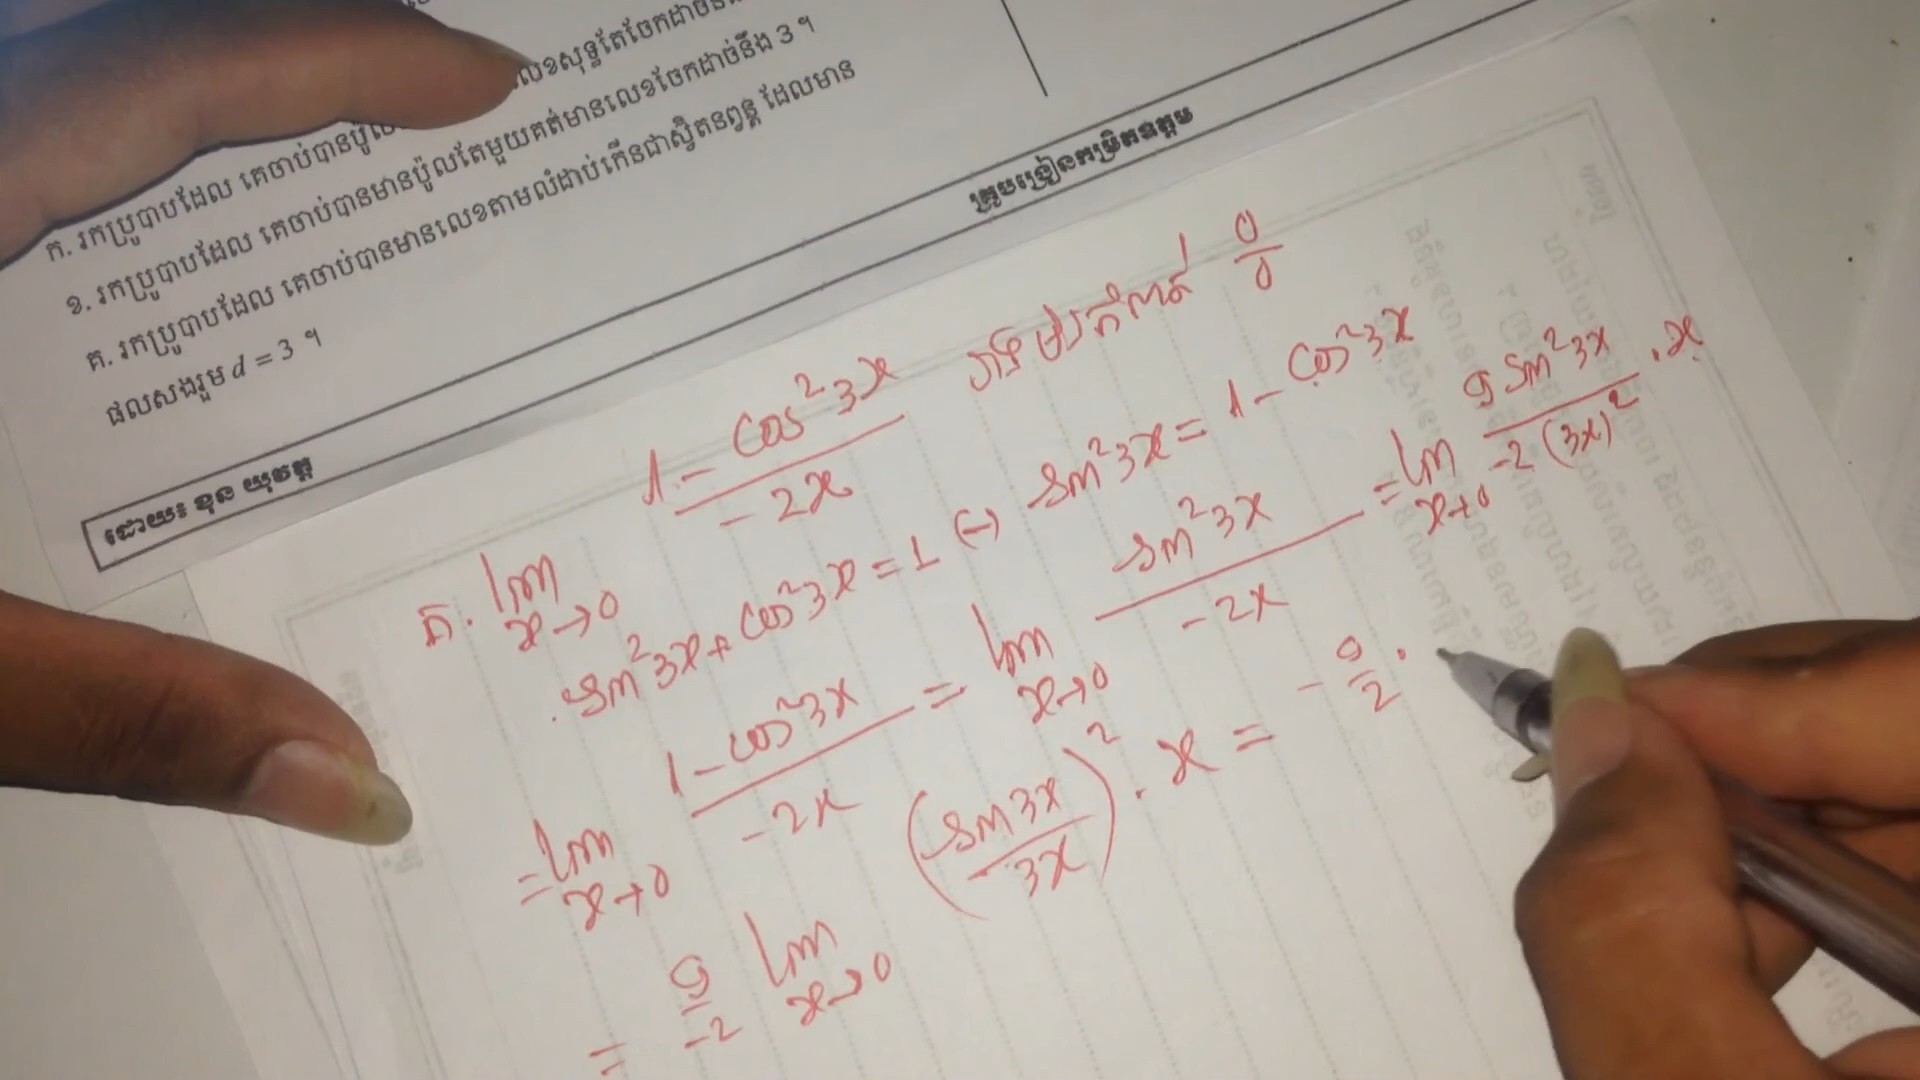 លេខសុទ្ធតែចែកដាច់នឹង
ក. រកប្រូបាបដែល គេចាប់បានប៊ូល
ខ. រកប្រូបាបដែល គេចាប់បានមានប៊ូលតែមួយគត់មានលេខចែកដាច់នឹង 3 ។
គ. រកប្រូបាបដែល គេចាប់បានមានលេខតាមលំដាប់កើនជាស្វ៊ីតនព្វន្ត ដែលមាន
ផលសងរួម d = 3 ។
គ្រូបង្រៀនកម្រិតឧត្តម
ដោយ៖ ខុន យុវត្ថ
គ. lim x→0 (1 - cos²3x)/(-2x) រាងមិនកំណត់ 0/0
. sin²3x + cos²3x = 1 (-) sin²3x = 1 - cos²3x
= lim x→0 (1 - cos²3x)/(-2x) = lim x→0 sin²3x/(-2x) = lim x→0 9 sin²3x/(-2(3x)²) . x
= 9/-2 lim x→0 (sin3x/3x)² . x = - 9/2 .